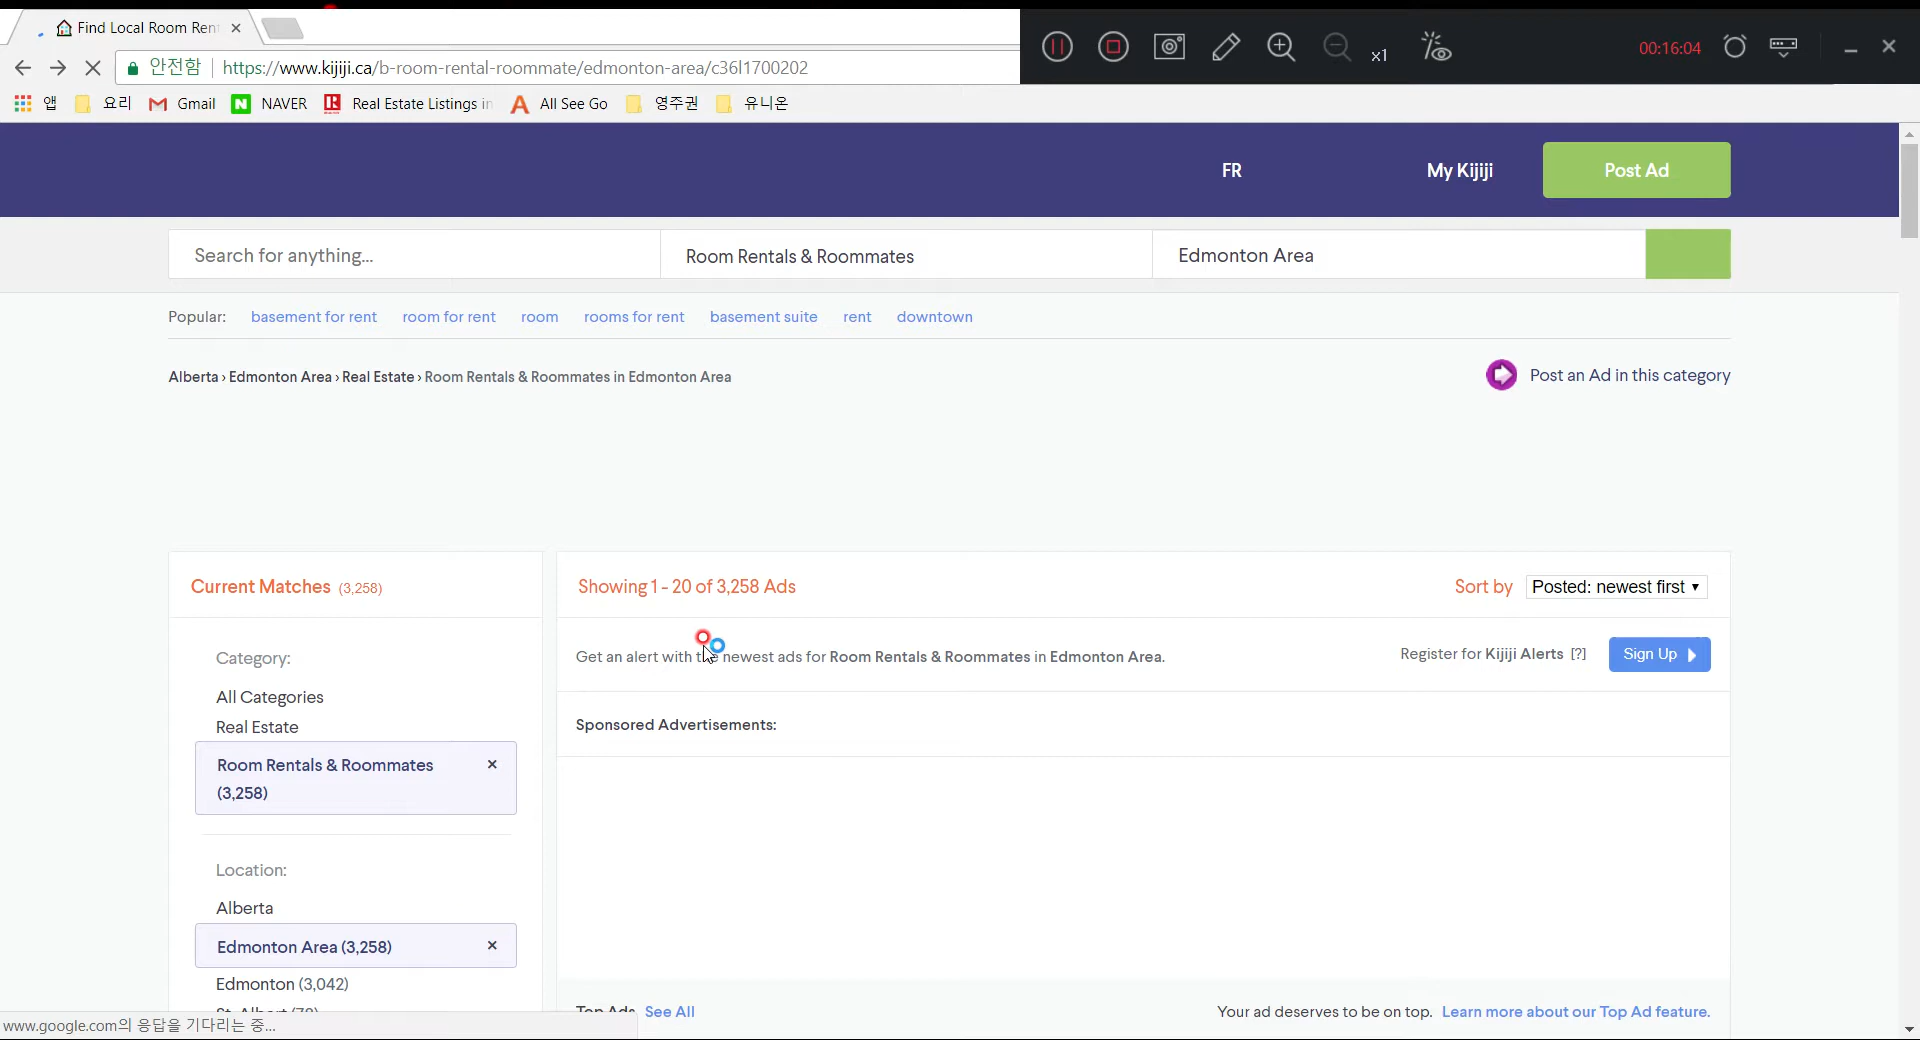 Find Local Room Ren
안전함 https://www.kijiji.ca/b-room-rental-roommate/edmonton-area/c36l1700202
x1
00:16:04
앱 요리 Gmail NAVER Real Estate Listings in All See Go 영주권 유니온
FR My Kijiji Post Ad
Search for anything... Room Rentals & Roommates Edmonton Area
Popular: basement for rent room for rent room rooms for rent basement suite rent downtown
Alberta › Edmonton Area › Real Estate › Room Rentals & Roommates in Edmonton Area
Post an Ad in this category
Current Matches (3,258)
Category:
All Categories
Real Estate
Room Rentals & Roommates
(3,258)
Location:
Alberta
Edmonton Area (3,258)
Edmonton (3,042)
St. Albert (78)
Showing 1 - 20 of 3,258 Ads
Sort by Posted: newest first
Get an alert with the newest ads for Room Rentals & Roommates in Edmonton Area.
Register for Kijiji Alerts [?] Sign Up
Sponsored Advertisements:
Top Ads See All
Your ad deserves to be on top. Learn more about our Top Ad feature.
www.google.com의 응답을 기다리는 중...